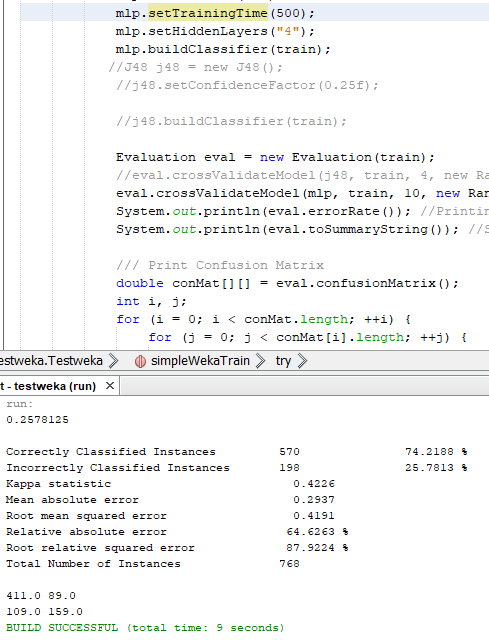 mlp.setTrainingTime(500);
mlp.setHiddenLayers("4");
mlp.buildClassifier(train);
//J48 j48 = new J48();
//j48.setConfidenceFactor(0.25f);
//j48.buildClassifier(train);
Evaluation eval = new Evaluation(train);
//eval.crossValidateModel(j48, train, 4, new Ra
eval.crossValidateModel(mlp, train, 10, new Ran
System.out.println(eval.errorRate()); //Printin
System.out.println(eval.toSummaryString()); //S
/// Print Confusion Matrix
double conMat[][] = eval.confusionMatrix();
int i, j;
for (i = 0; i < conMat.length; ++i) {
for (j = 0; j < conMat[i].length; ++j) {
estweka.Testweka simpleWekaTrain try
t - testweka (run)
run:
0.2578125
Correctly Classified Instances 570 74.2188 %
Incorrectly Classified Instances 198 25.7813 %
Kappa statistic 0.4226
Mean absolute error 0.2937
Root mean squared error 0.4191
Relative absolute error 64.6263 %
Root relative squared error 87.9224 %
Total Number of Instances 768
411.0 89.0
109.0 159.0
BUILD SUCCESSFUL (total time: 9 seconds)